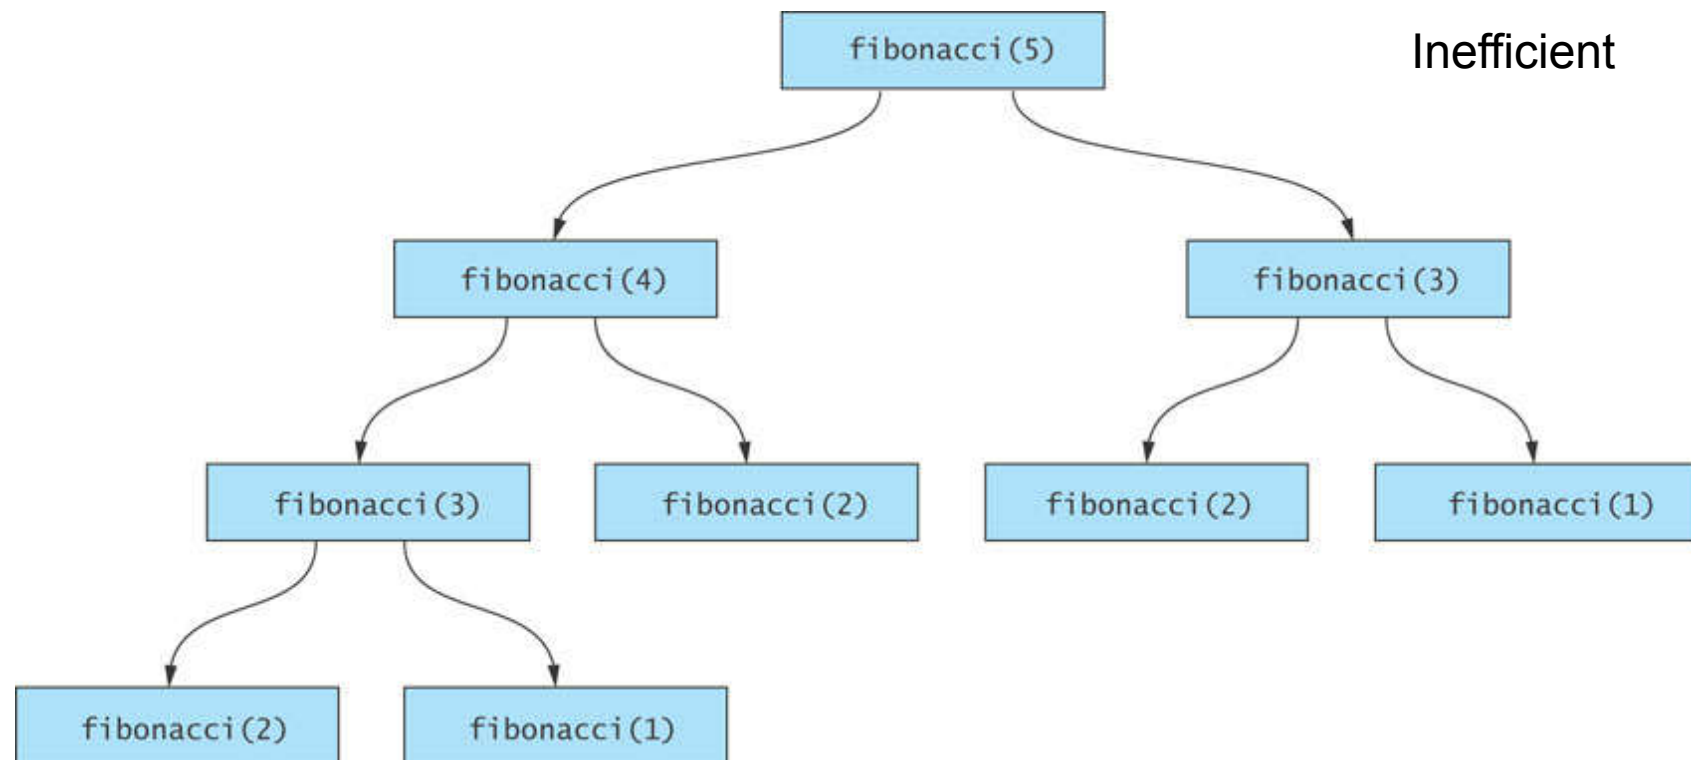 fibonacci(5)
Inefficient
fibonacci(4)
fibonacci(3)
fibonacci(3)
fibonacci(2)
fibonacci(2)
fibonacci(1)
fibonacci(2)
fibonacci(1)